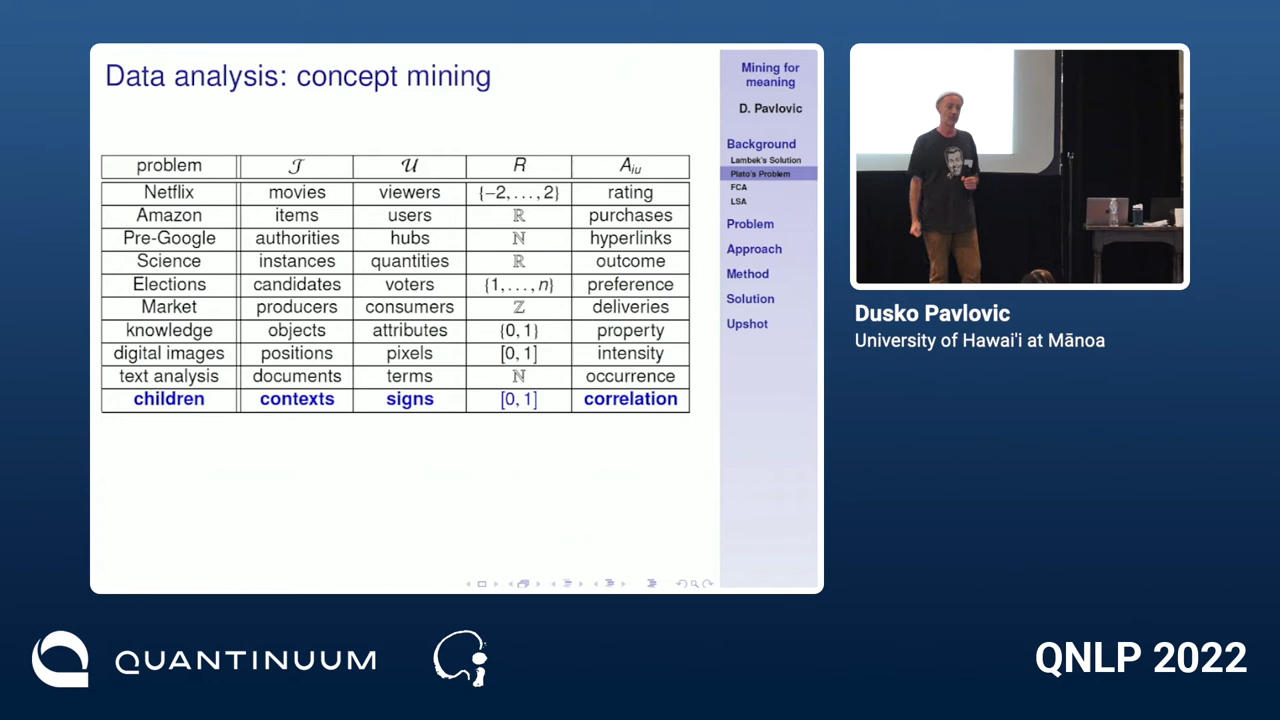 Data analysis: concept mining
problem 𝒥 𝒰 R A_iu
Netflix movies viewers {−2, . . . , 2} rating
Amazon items users ℝ purchases
Pre-Google authorities hubs ℕ hyperlinks
Science instances quantities ℝ outcome
Elections candidates voters {1, . . . , n} preference
Market producers consumers ℤ deliveries
knowledge objects attributes {0, 1} property
digital images positions pixels [0, 1] intensity
text analysis documents terms ℕ occurrence
children contexts signs [0, 1] correlation
Mining for
meaning
D. Pavlovic
Background
Lambek's Solution
Plato's Problem
FCA
LSA
Problem
Approach
Method
Solution
Upshot
Dusko Pavlovic
University of Hawai'i at Mānoa
QUANTINUUM
QNLP 2022